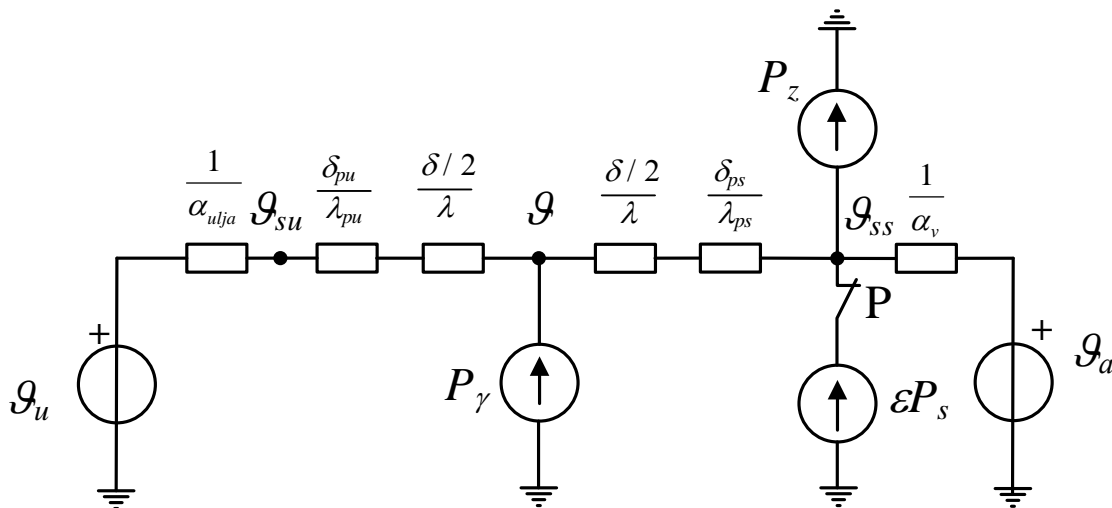 P_z
1/α_ulja
ϑ_su
δ_pu/λ_pu
δ/2/λ
ϑ
δ/2/λ
δ_ps/λ_ps
ϑ_ss
1/α_v
P
+
+
ϑ_u
P_γ
εP_s
ϑ_a